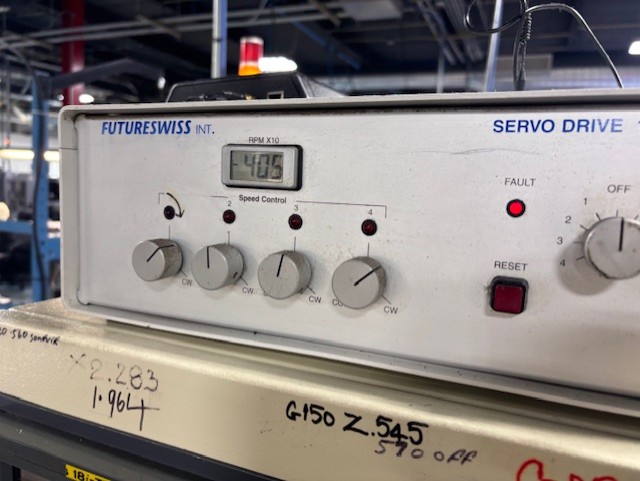 FUTURESWISS INT.
SERVO DRIVE
RPM X10
-405
Speed Control
2
3
4
FAULT
OFF
1
2
3
4
RESET
CW
CW
CW
CW
X2.283
1.964
G150 Z.545
570 OFF